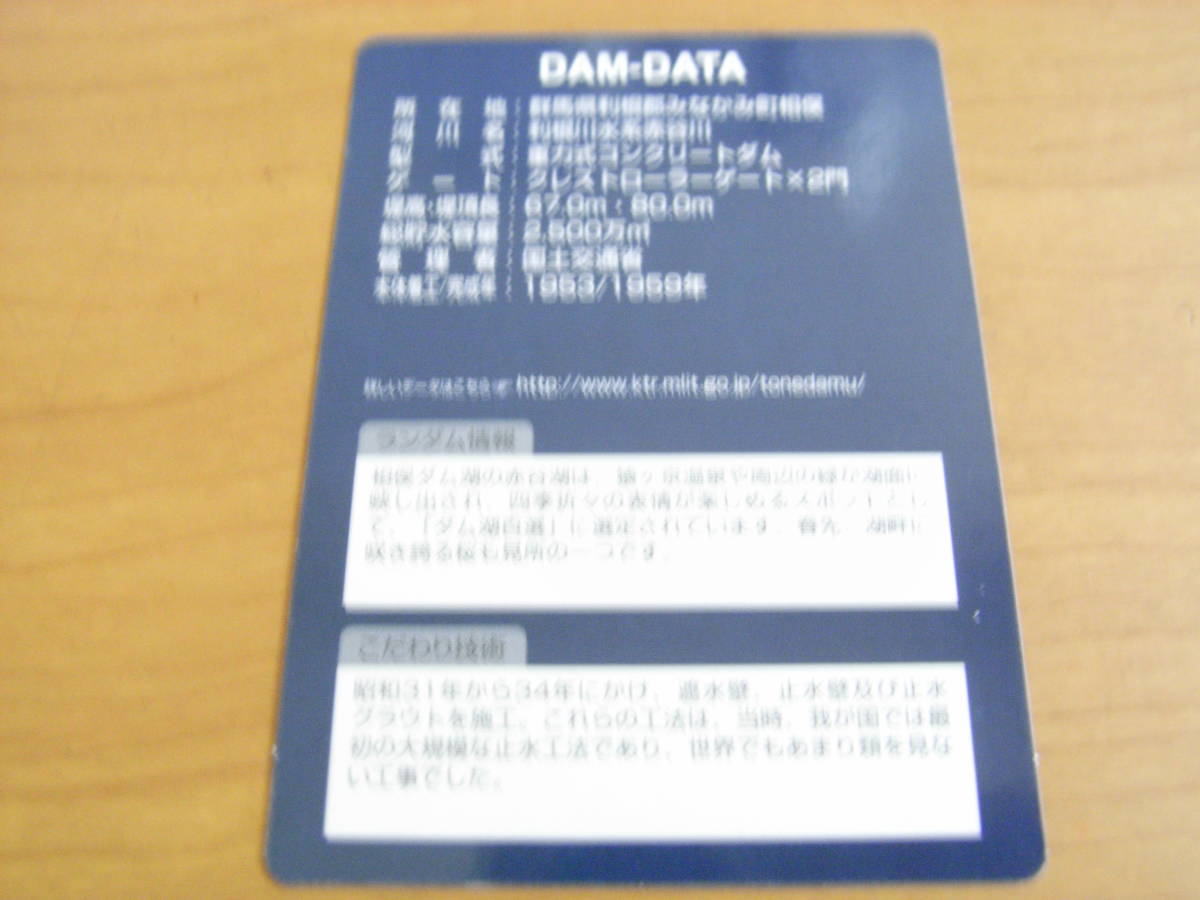 DAM-DATA
所在地：群馬県利根郡みなかみ町相俣
河川名：利根川水系赤谷川
型式：重力式コンクリートダム
ゲート：クレストローラーゲート×2門
堤高・堤頂長：67.0m・80.0m
総貯水容量：2,500万㎥
管理者：国土交通省
本体着工/完成年：1953/1959年
詳しいデータはこちら☞ http://www.ktr.mlit.go.jp/tonedamu/
ランダム情報
相俣ダム湖の赤谷湖は、猿ヶ京温泉や周辺の緑が湖面に
映し出され、四季折々の表情が楽しめるスポットとし
て、「ダム湖百選」に選定されています。春先、湖畔に
咲き誇る桜も見所の一つです。
こだわり技術
昭和31年から34年にかけ、遮水壁、止水壁及び止水
グラウトを施工。これらの工法は、当時、我が国では最
初の大規模な止水工法であり、世界でもあまり類を見な
い工事でした。